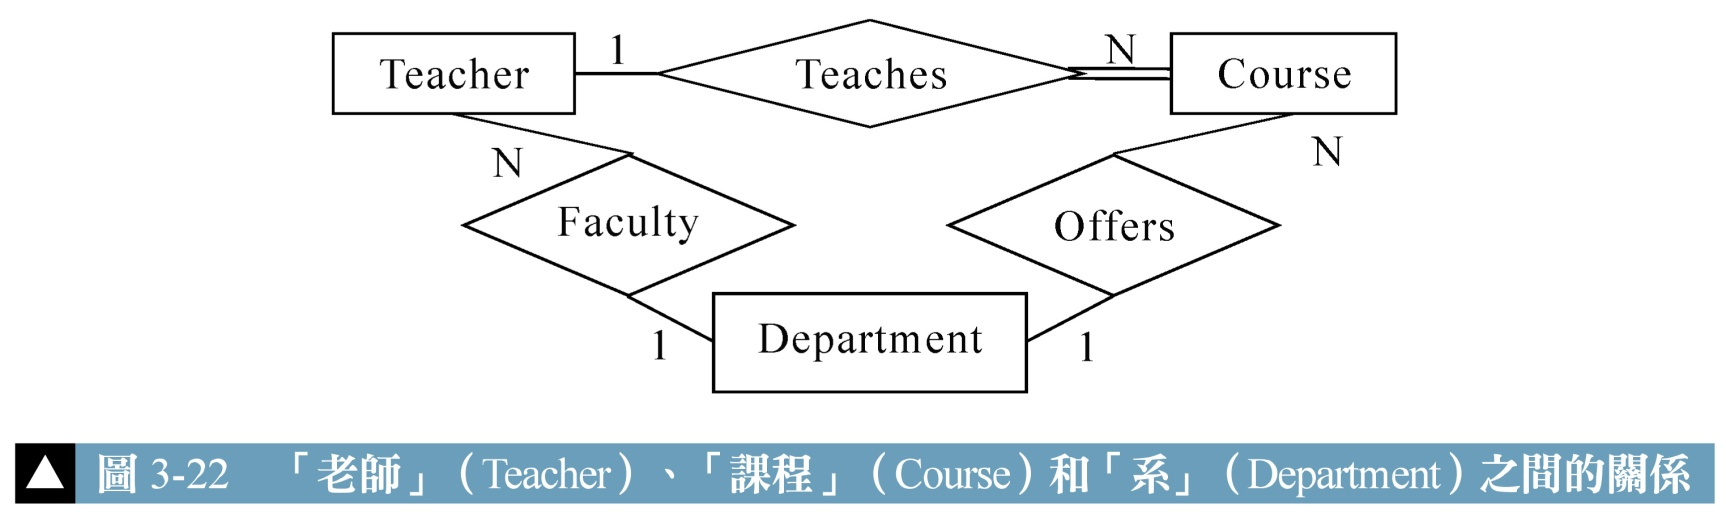 1
N
Teacher
Teaches
Course
N
N
Faculty
Offers
1
Department
1
圖 3-22 「老師」（Teacher）、「課程」（Course）和「系」（Department）之間的關係